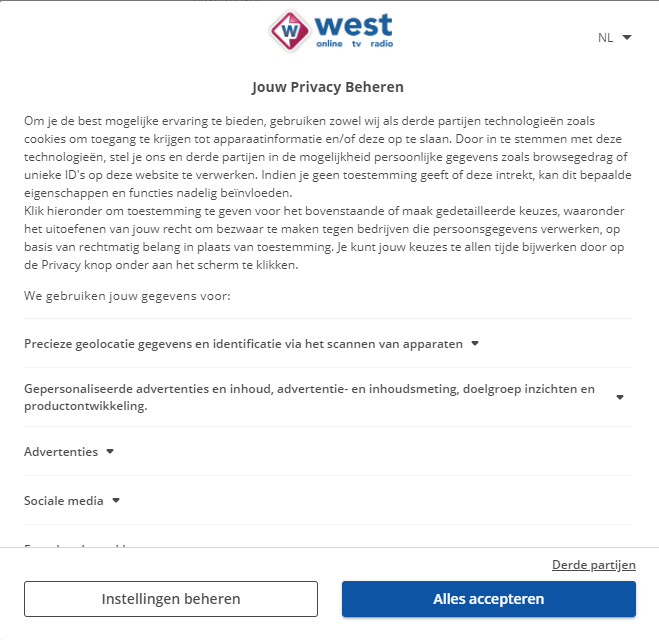 W west
online tv radio
NL
Jouw Privacy Beheren
Om je de best mogelijke ervaring te bieden, gebruiken zowel wij als derde partijen technologieën zoals
cookies om toegang te krijgen tot apparaatinformatie en/of deze op te slaan. Door in te stemmen met deze
technologieën, stel je ons en derde partijen in de mogelijkheid persoonlijke gegevens zoals browsegedrag of
unieke ID's op deze website te verwerken. Indien je geen toestemming geeft of deze intrekt, kan dit bepaalde
eigenschappen en functies nadelig beïnvloeden.
Klik hieronder om toestemming te geven voor het bovenstaande of maak gedetailleerde keuzes, waaronder
het uitoefenen van jouw recht om bezwaar te maken tegen bedrijven die persoonsgegevens verwerken, op
basis van rechtmatig belang in plaats van toestemming. Je kunt jouw keuzes te allen tijde bijwerken door op
de Privacy knop onder aan het scherm te klikken.
We gebruiken jouw gegevens voor:
Precieze geolocatie gegevens en identificatie via het scannen van apparaten
Gepersonaliseerde advertenties en inhoud, advertentie- en inhoudsmeting, doelgroep inzichten en
productontwikkeling.
Advertenties
Sociale media
Derde partijen
Instellingen beheren
Alles accepteren